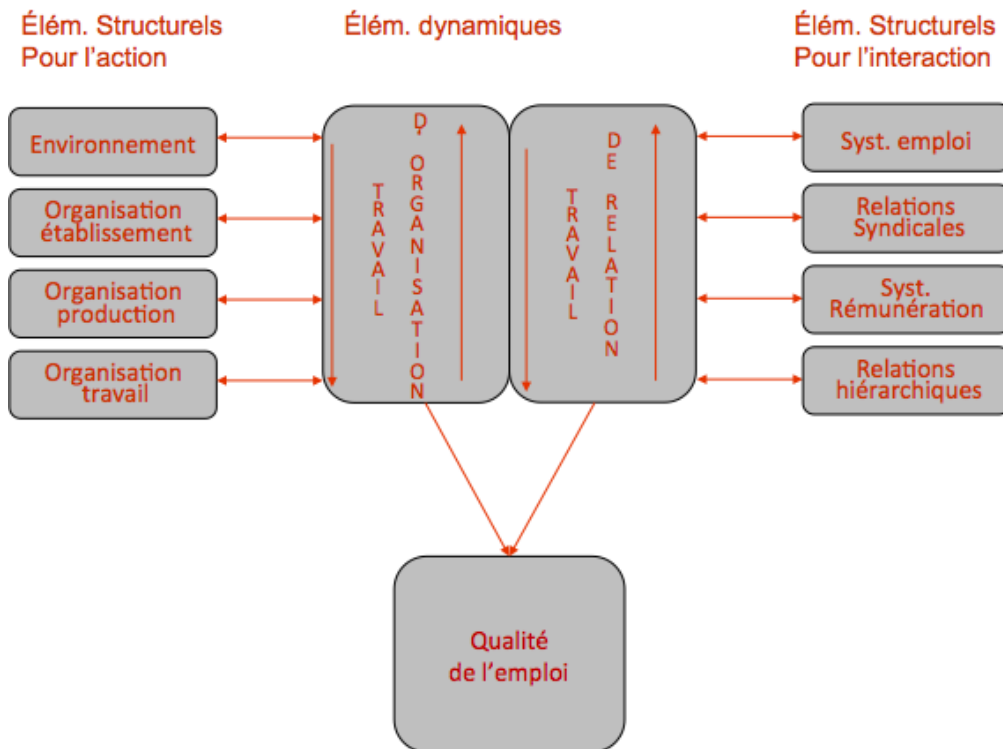 Élém. Structurels
Pour l'action
Élém. dynamiques
Élém. Structurels
Pour l'interaction
Environnement
Organisation
établissement
Organisation
production
Organisation
travail
TRAVAIL
D'ORGANISATION
TRAVAIL
DE RELATION
Syst. emploi
Relations
Syndicales
Syst.
Rémunération
Relations
hiérarchiques
Qualité
de l'emploi